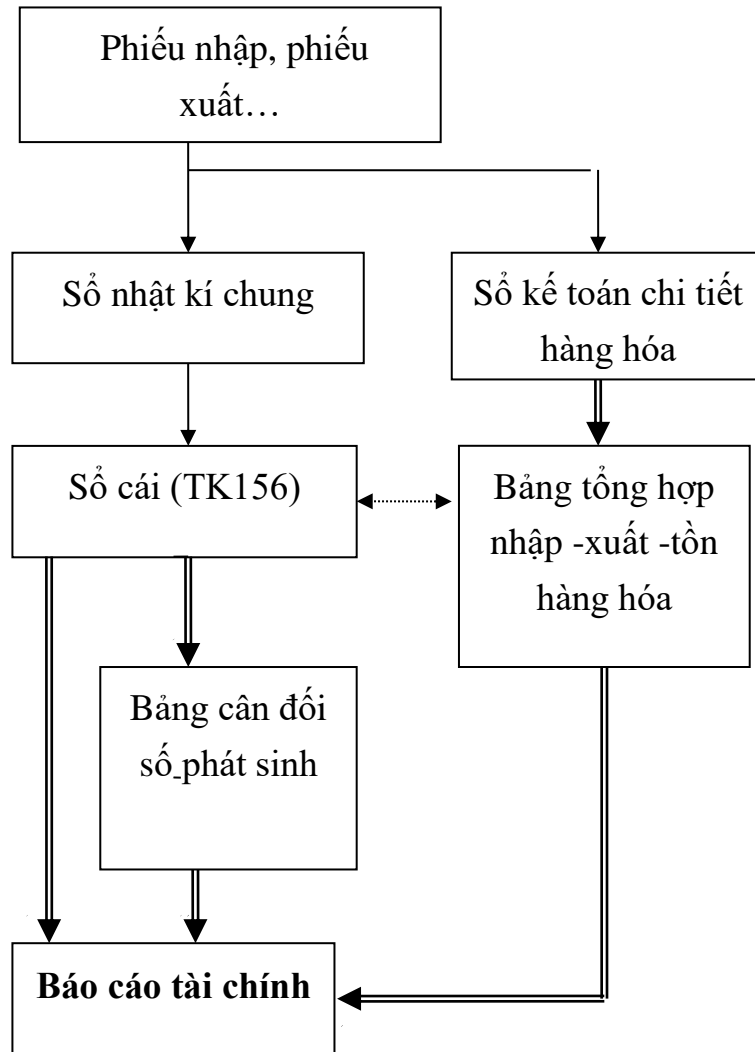 Phiếu nhập, phiếu
xuất…
Sổ nhật kí chung
Sổ kế toán chi tiết
hàng hóa
Sổ cái (TK156)
Bảng tổng hợp
nhập -xuất -tồn
hàng hóa
Bảng cân đối
số phát sinh
Báo cáo tài chính